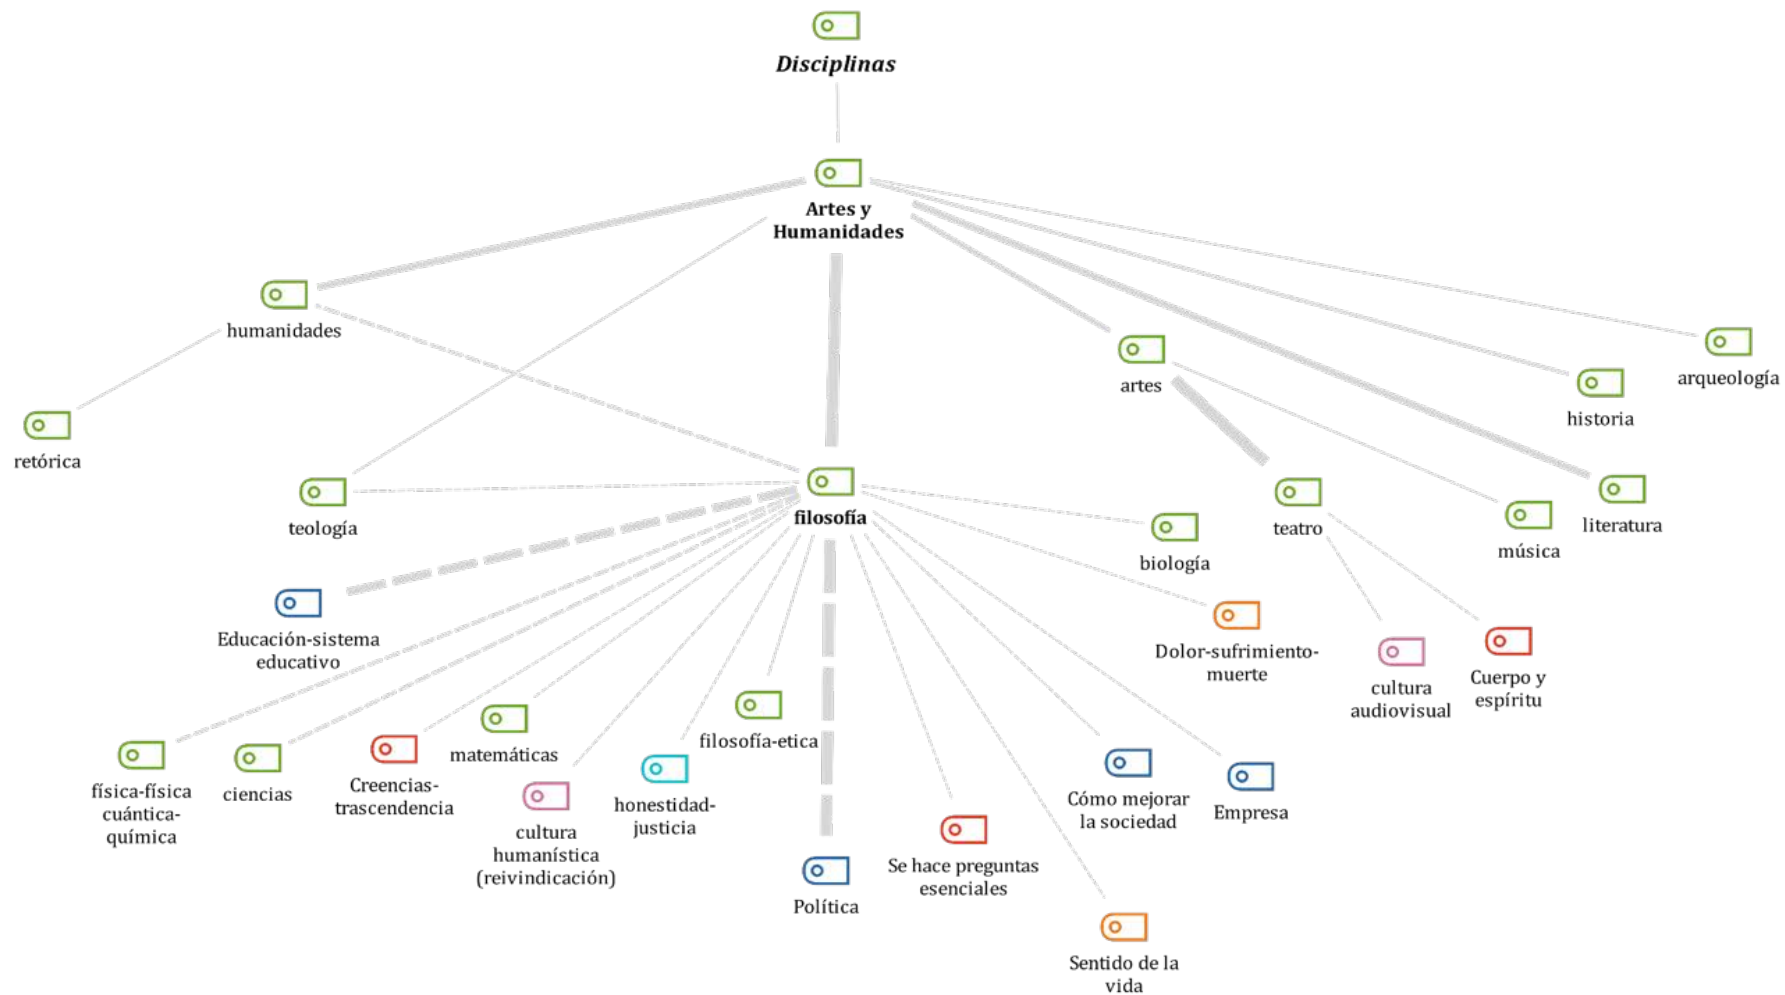 Disciplinas
Artes y
Humanidades
humanidades
artes
arqueología
historia
retórica
teología
filosofía
teatro
literatura
música
biología
Educación-sistema
educativo
Dolor-sufrimiento-
muerte
cultura
audiovisual
Cuerpo y
espíritu
filosofía-etica
matemáticas
física-física
cuántica-
química
ciencias
Creencias-
trascendencia
cultura
humanística
(reivindicación)
honestidad-
justicia
Cómo mejorar
la sociedad
Empresa
Política
Se hace preguntas
esenciales
Sentido de la
vida